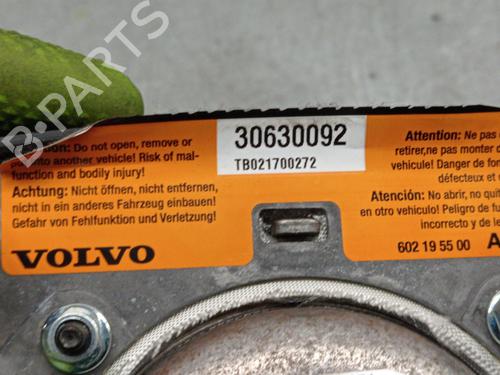 B-PARTS
Do not open, remove or
into another vehicle! Risk of mal-
function and bodily injury!
Achtung: Nicht öffnen, nicht entfernen,
nicht in ein anderes Fahrzeug einbauen!
Gefahr von Fehlfunktion und Verletzung!
VOLVO
30630092
TB021700272
Attention: Ne pas
retirer,ne pas monter
véhicule! Danger de
défectueux et
Atención: No abrir, no quit
en otro vehiculo! Peligro de
incorrecto y de
602 19 55 00